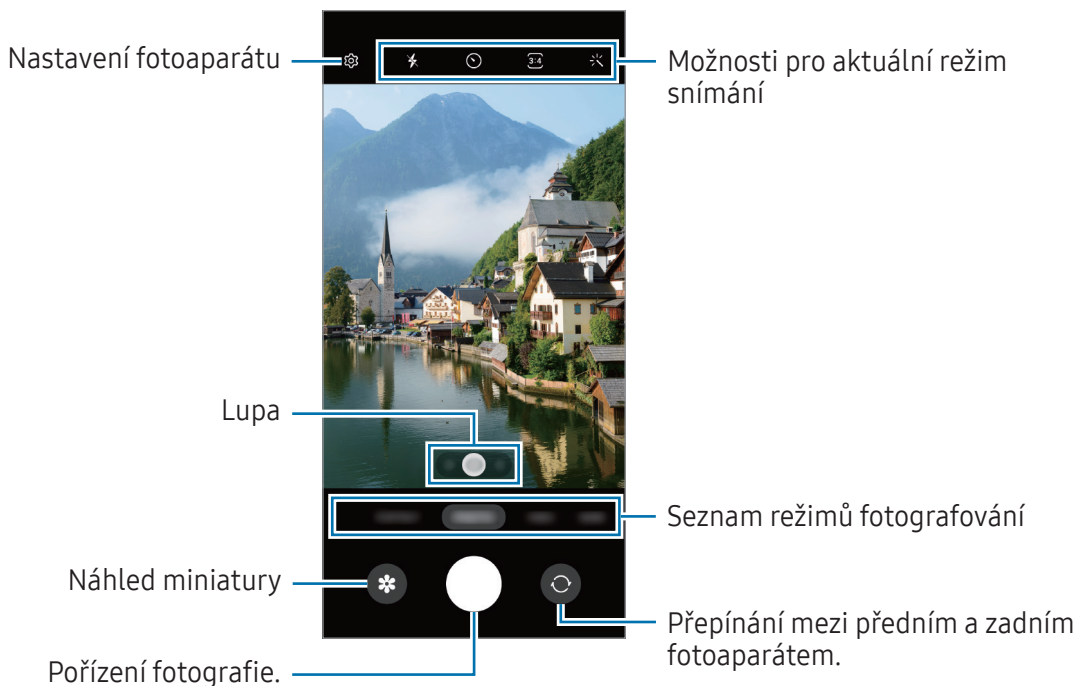 Nastavení fotoaparátu
3:4
Možnosti pro aktuální režim
snímání
Lupa
Seznam režimů fotografování
Náhled miniatury
Přepínání mezi předním a zadním
fotoaparátem.
Pořízení fotografie.